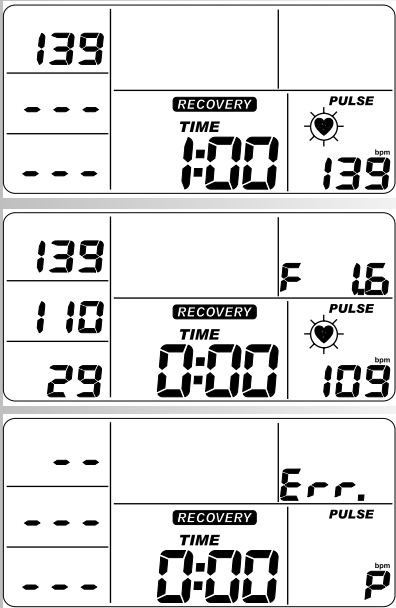 139
RECOVERY
PULSE
- - -
TIME
1:00
bpm
- - -
139
139
F 1.6
110
RECOVERY
PULSE
TIME
0:00
bpm
29
109
- -
Err.
- - -
RECOVERY
PULSE
TIME
0:00
bpm
- - -
P